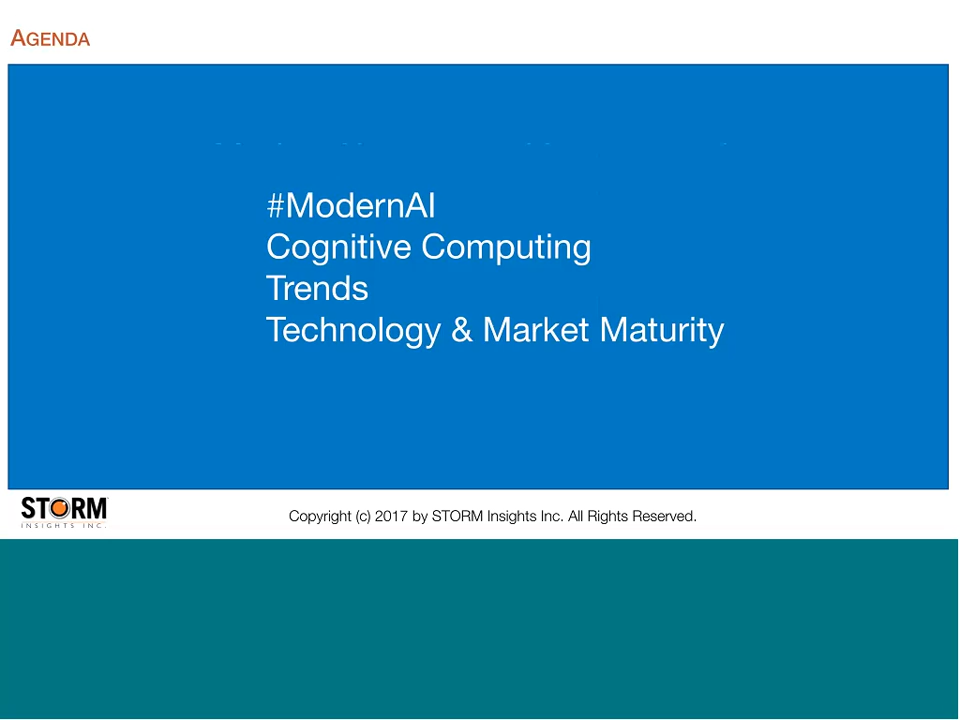 AGENDA
#ModernAI
Cognitive Computing
Trends
Technology & Market Maturity
STORM
INSIGHTS INC.
Copyright (c) 2017 by STORM Insights Inc. All Rights Reserved.